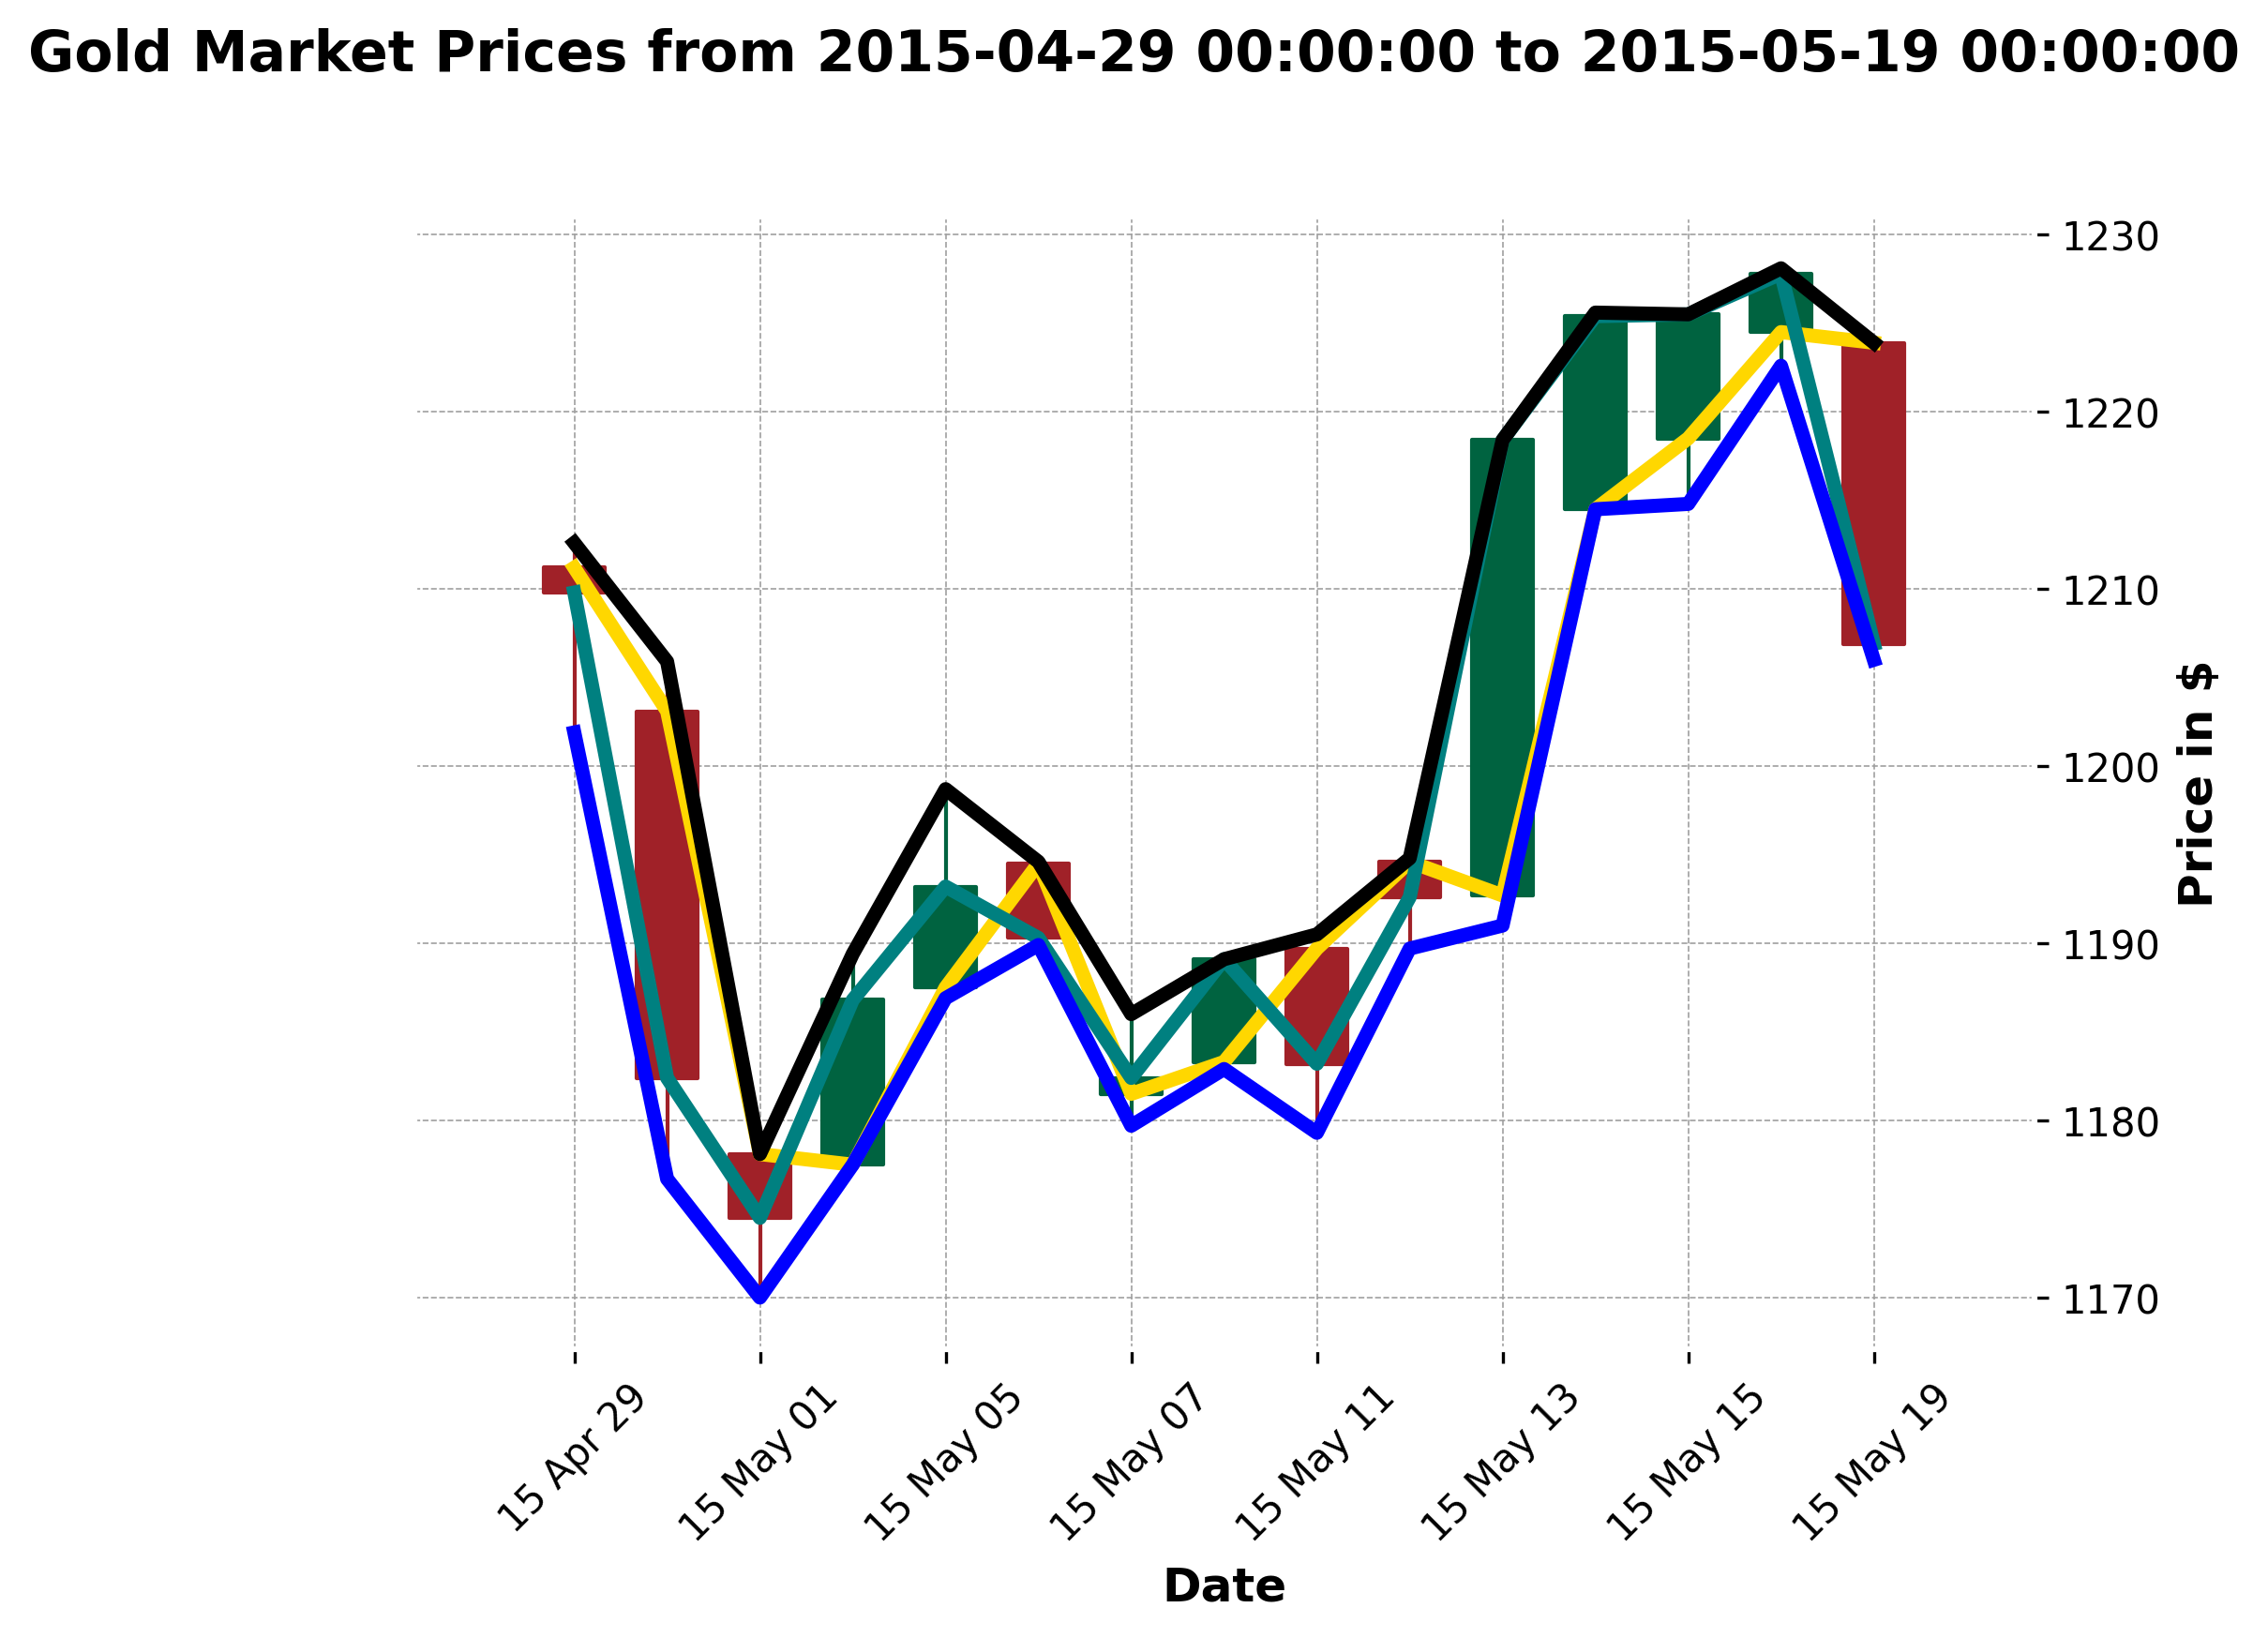 Gold Market Prices from 2015-04-29 00:00:00 to 2015-05-19 00:00:00
1230
1220
1210
1200
1190
1180
1170
Price in $
15 Apr 29
15 May 01
15 May 05
15 May 07
15 May 11
15 May 13
15 May 15
15 May 19
Date